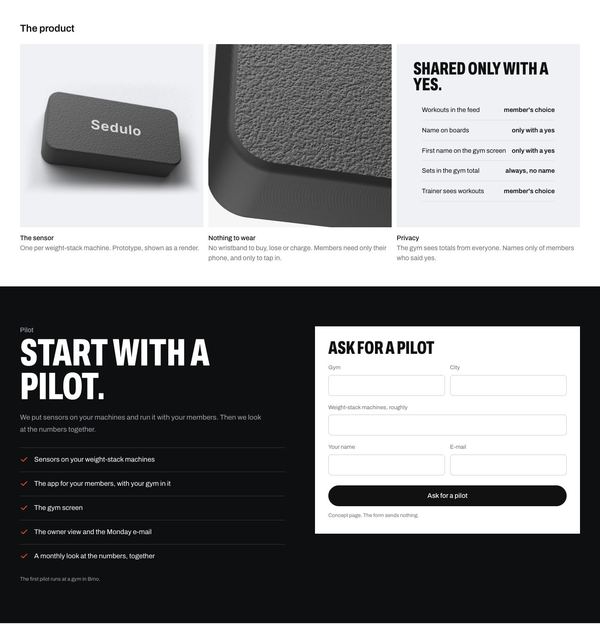 The product
Sedulo
SHARED ONLY WITH A
YES.
Workouts in the feed member's choice
Name on boards only with a yes
First name on the gym screen only with a yes
Sets in the gym total always, no name
Trainer sees workouts member's choice
The sensor
One per weight-stack machine. Prototype, shown as a render.
Nothing to wear
No wristband to buy, lose or charge. Members need only their
phone, and only to tap in.
Privacy
The gym sees totals from everyone. Names only of members
who said yes.
Pilot
START WITH A
PILOT.
We put sensors on your machines and run it with your members. Then we look
at the numbers together.
Sensors on your weight-stack machines
The app for your members, with your gym in it
The gym screen
The owner view and the Monday e-mail
A monthly look at the numbers, together
The first pilot runs at a gym in Brno.
ASK FOR A PILOT
Gym City
Weight-stack machines, roughly
Your name E-mail
Ask for a pilot
Concept page. The form sends nothing.